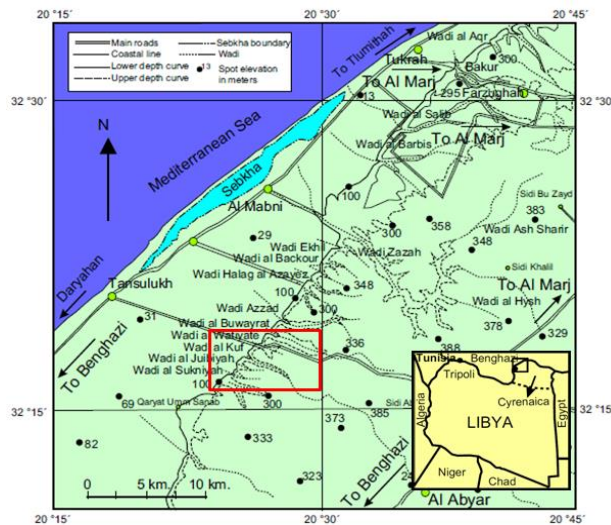 20 °15' 20 °30' 20 °45'
Main roads
Coastal line
Lower depth curve
Upper depth curve
Sebkha boundary
Wadi
13 Spot elevation
in meters
To Tlumithah
Wadi al Aqr
Tukrah
Bakur
300
To Al Marj
295
Farzughah
13
32 °30'
32 °30'
Wadi al Salib
To Al Marj
Wadi al Barbis
N
Mediterranean Sea
Sebkha
100
Al Mabni
Sidi Bu Zayd
300
358
383
Wadi Ash Sharir
29
Wadi Ekhil
348
Wadi al Backour
Wadi Zazah
Wadi Halag al Azayez
Sidi Khalil
To Al Marj
Daryahan
Tansulukh
348
100
Wadi al Hysh
Wadi Azzad
300
31
378
Wadi al Buwayrat
329
Wadi al Watiyate
388
To Benghazi
Wadi al Kuf
336
Wadi al Juibiyah
Wadi al Sukniyah
100
Tunisia
Benghazi
Tripoli
Cyrenaica
Algeria
LIBYA
Egypt
Niger
Chad
32 °15'
32 °15'
69
Qaryat Umm Sanab
300
385
373
333
82
To Benghazi
323
0 5 km. 10 km.
Al Abyar
20 °15' 20 °30' 20 °45'